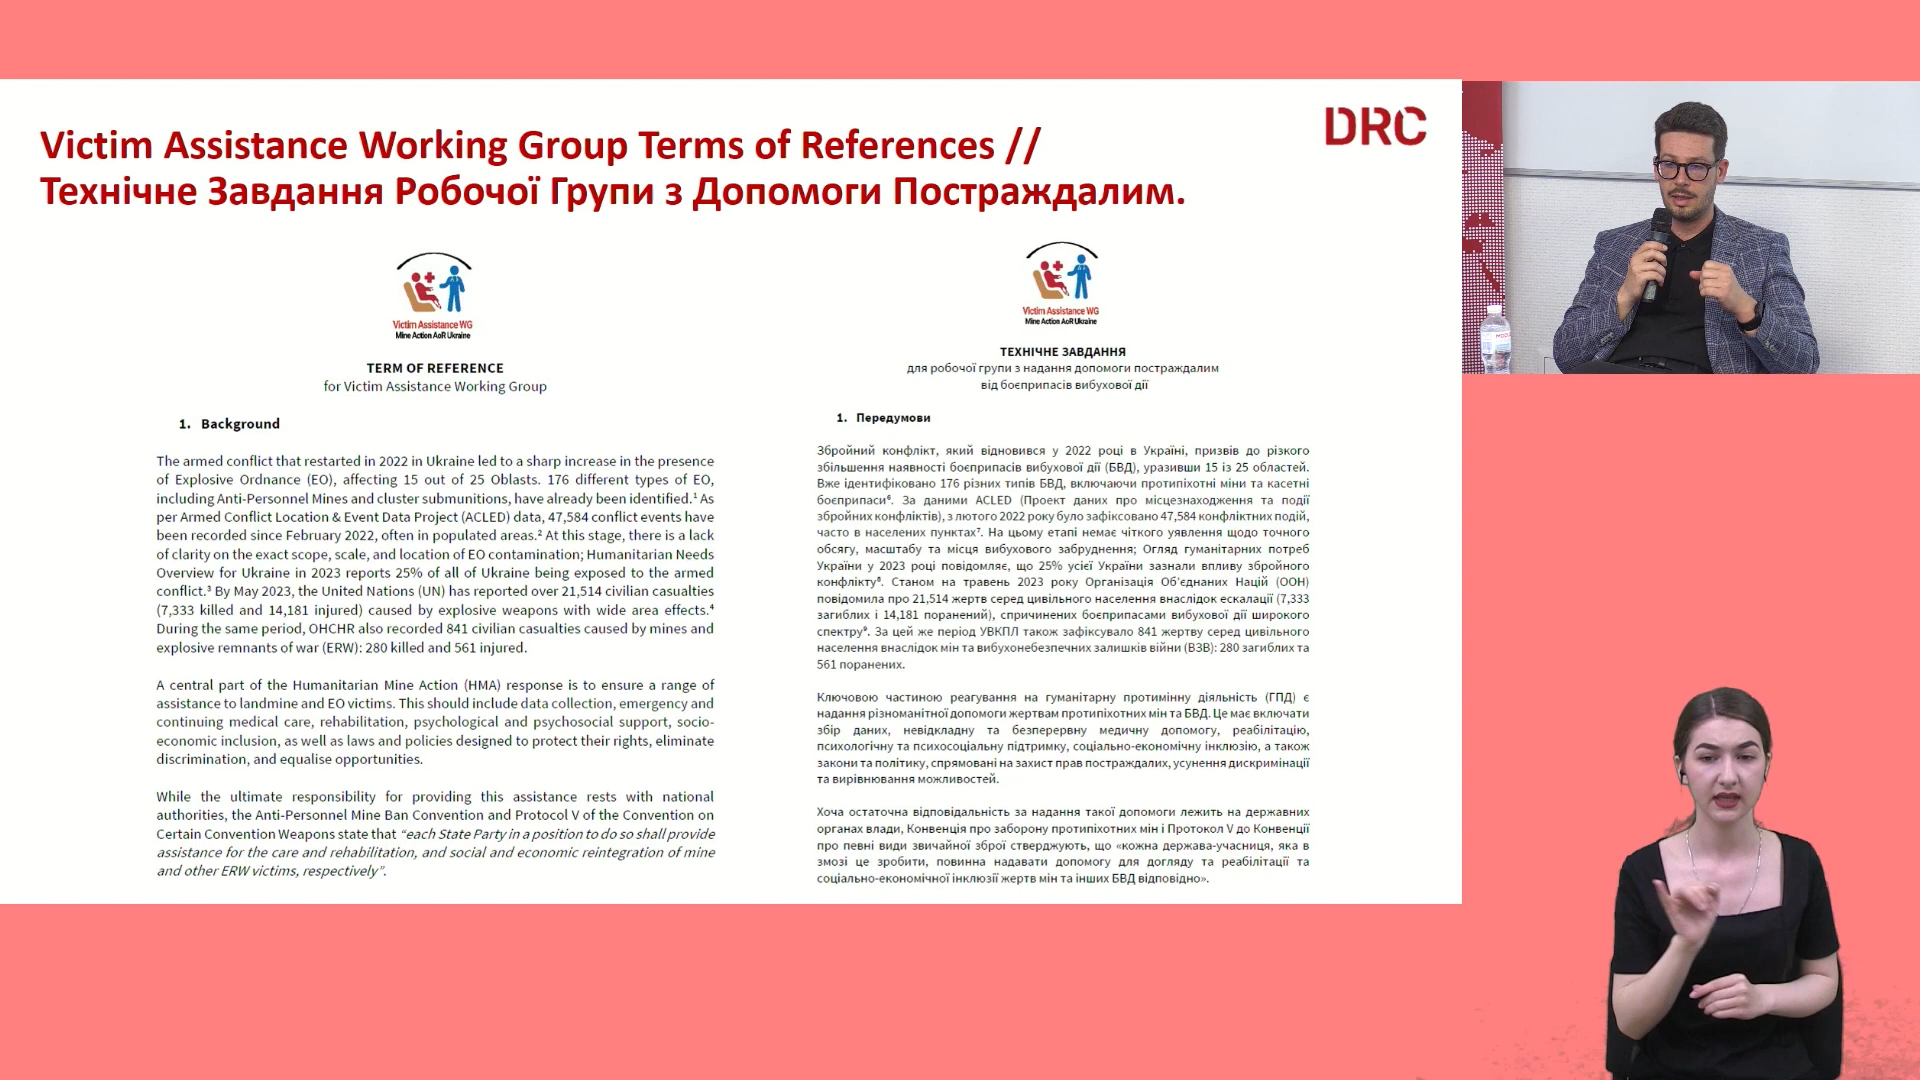 Victim Assistance Working Group Terms of References //
Технічне Завдання Робочої Групи з Допомоги Постраждалим.
DRC
Victim Assistance WG
Mine Action AoR Ukraine
TERM OF REFERENCE
for Victim Assistance Working Group
1. Background
The armed conflict that restarted in 2022 in Ukraine led to a sharp increase in the presence
of Explosive Ordnance (EO), affecting 15 out of 25 Oblasts. 176 different types of EO,
including Anti-Personnel Mines and cluster submunitions, have already been identified.¹ As
per Armed Conflict Location & Event Data Project (ACLED) data, 47,584 conflict events have
been recorded since February 2022, often in populated areas.² At this stage, there is a lack
of clarity on the exact scope, scale, and location of EO contamination; Humanitarian Needs
Overview for Ukraine in 2023 reports 25% of all of Ukraine being exposed to the armed
conflict.³ By May 2023, the United Nations (UN) has reported over 21,514 civilian casualties
(7,333 killed and 14,181 injured) caused by explosive weapons with wide area effects.⁴
During the same period, OHCHR also recorded 841 civilian casualties caused by mines and
explosive remnants of war (ERW): 280 killed and 561 injured.
A central part of the Humanitarian Mine Action (HMA) response is to ensure a range of
assistance to landmine and EO victims. This should include data collection, emergency and
continuing medical care, rehabilitation, psychological and psychosocial support, socio-
economic inclusion, as well as laws and policies designed to protect their rights, eliminate
discrimination, and equalise opportunities.
While the ultimate responsibility for providing this assistance rests with national
authorities, the Anti-Personnel Mine Ban Convention and Protocol V of the Convention on
Certain Convention Weapons state that “each State Party in a position to do so shall provide
assistance for the care and rehabilitation, and social and economic reintegration of mine
and other ERW victims, respectively”.
Victim Assistance WG
Mine Action AoR Ukraine
ТЕХНІЧНЕ ЗАВДАННЯ
для робочої групи з надання допомоги постраждалим
від боєприпасів вибухової дії
1. Передумови
Збройний конфлікт, який відновився у 2022 році в Україні, призвів до різкого
збільшення наявності боєприпасів вибухової дії (БВД), уразивши 15 із 25 областей.
Вже ідентифіковано 176 різних типів БВД, включаючи протипіхотні міни та касетні
боєприпаси⁶. За даними ACLED (Проект даних про місцезнаходження та події
збройних конфліктів), з лютого 2022 року було зафіксовано 47,584 конфліктних подій,
часто в населених пунктах⁷. На цьому етапі немає чіткого уявлення щодо точного
обсягу, масштабу та місця вибухового забруднення; Огляд гуманітарних потреб
України у 2023 році повідомляє, що 25% усієї України зазнали впливу збройного
конфлікту⁸. Станом на травень 2023 року Організація Об’єднаних Націй (ООН)
повідомила про 21,514 жертв серед цивільного населення внаслідок ескалації (7,333
загиблих і 14,181 поранений), спричинених боєприпасами вибухової дії широкого
спектру⁹. За цей же період УВКПЛ також зафіксувало 841 жертву серед цивільного
населення внаслідок мін та вибухонебезпечних залишків війни (ВЗВ): 280 загиблих та
561 поранених.
Ключовою частиною реагування на гуманітарну протимінну діяльність (ГПД) є
надання різноманітної допомоги жертвам протипіхотних мін та БВД. Це має включати
збір даних, невідкладну та безперервну медичну допомогу, реабілітацію,
психологічну та психосоціальну підтримку, соціально-економічну інклюзію, а також
закони та політику, спрямовані на захист прав постраждалих, усунення дискримінації
та вирівнювання можливостей.
Хоча остаточна відповідальність за надання такої допомоги лежить на державних
органах влади, Конвенція про заборону протипіхотних мін і Протокол V до Конвенції
про певні види звичайної зброї стверджують, що «кожна держава-учасниця, яка в
змозі це зробити, повинна надавати допомогу для догляду та реабілітації та
соціально-економічної інклюзії жертв мін та інших БВД відповідно».